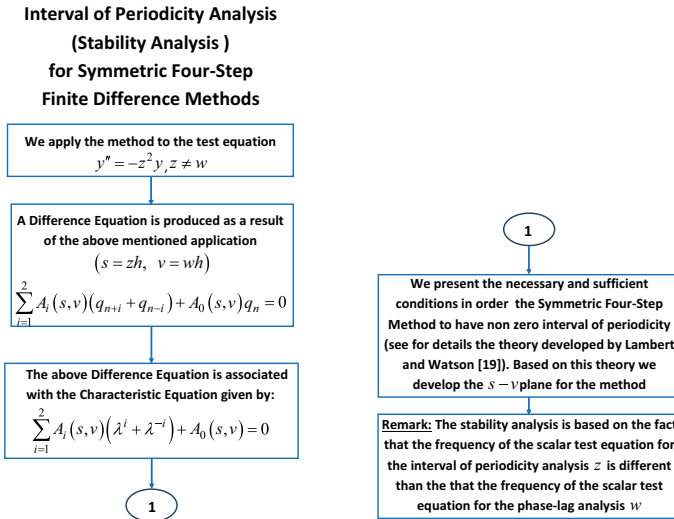 Interval of Periodicity Analysis
(Stability Analysis )
for Symmetric Four-Step
Finite Difference Methods
We apply the method to the test equation
y″ = −z² y, z ≠ w
A Difference Equation is produced as a result
of the above mentioned application
(s = zh, v = wh)
∑_{i=1}^{2} A_i (s,v)(q_{n+i} + q_{n−i}) + A_0 (s,v) q_n = 0
The above Difference Equation is associated
with the Characteristic Equation given by:
∑_{i=1}^{2} A_i (s,v)(λ^i + λ^{−i}) + A_0 (s,v) = 0
1
1
We present the necessary and sufficient
conditions in order the Symmetric Four-Step
Method to have non zero interval of periodicity
(see for details the theory developed by Lambert
and Watson [19]). Based on this theory we
develop the s − v plane for the method
Remark: The stability analysis is based on the fact
that the frequency of the scalar test equation for
the interval of periodicity analysis z is different
than the that the frequency of the scalar test
equation for the phase-lag analysis w